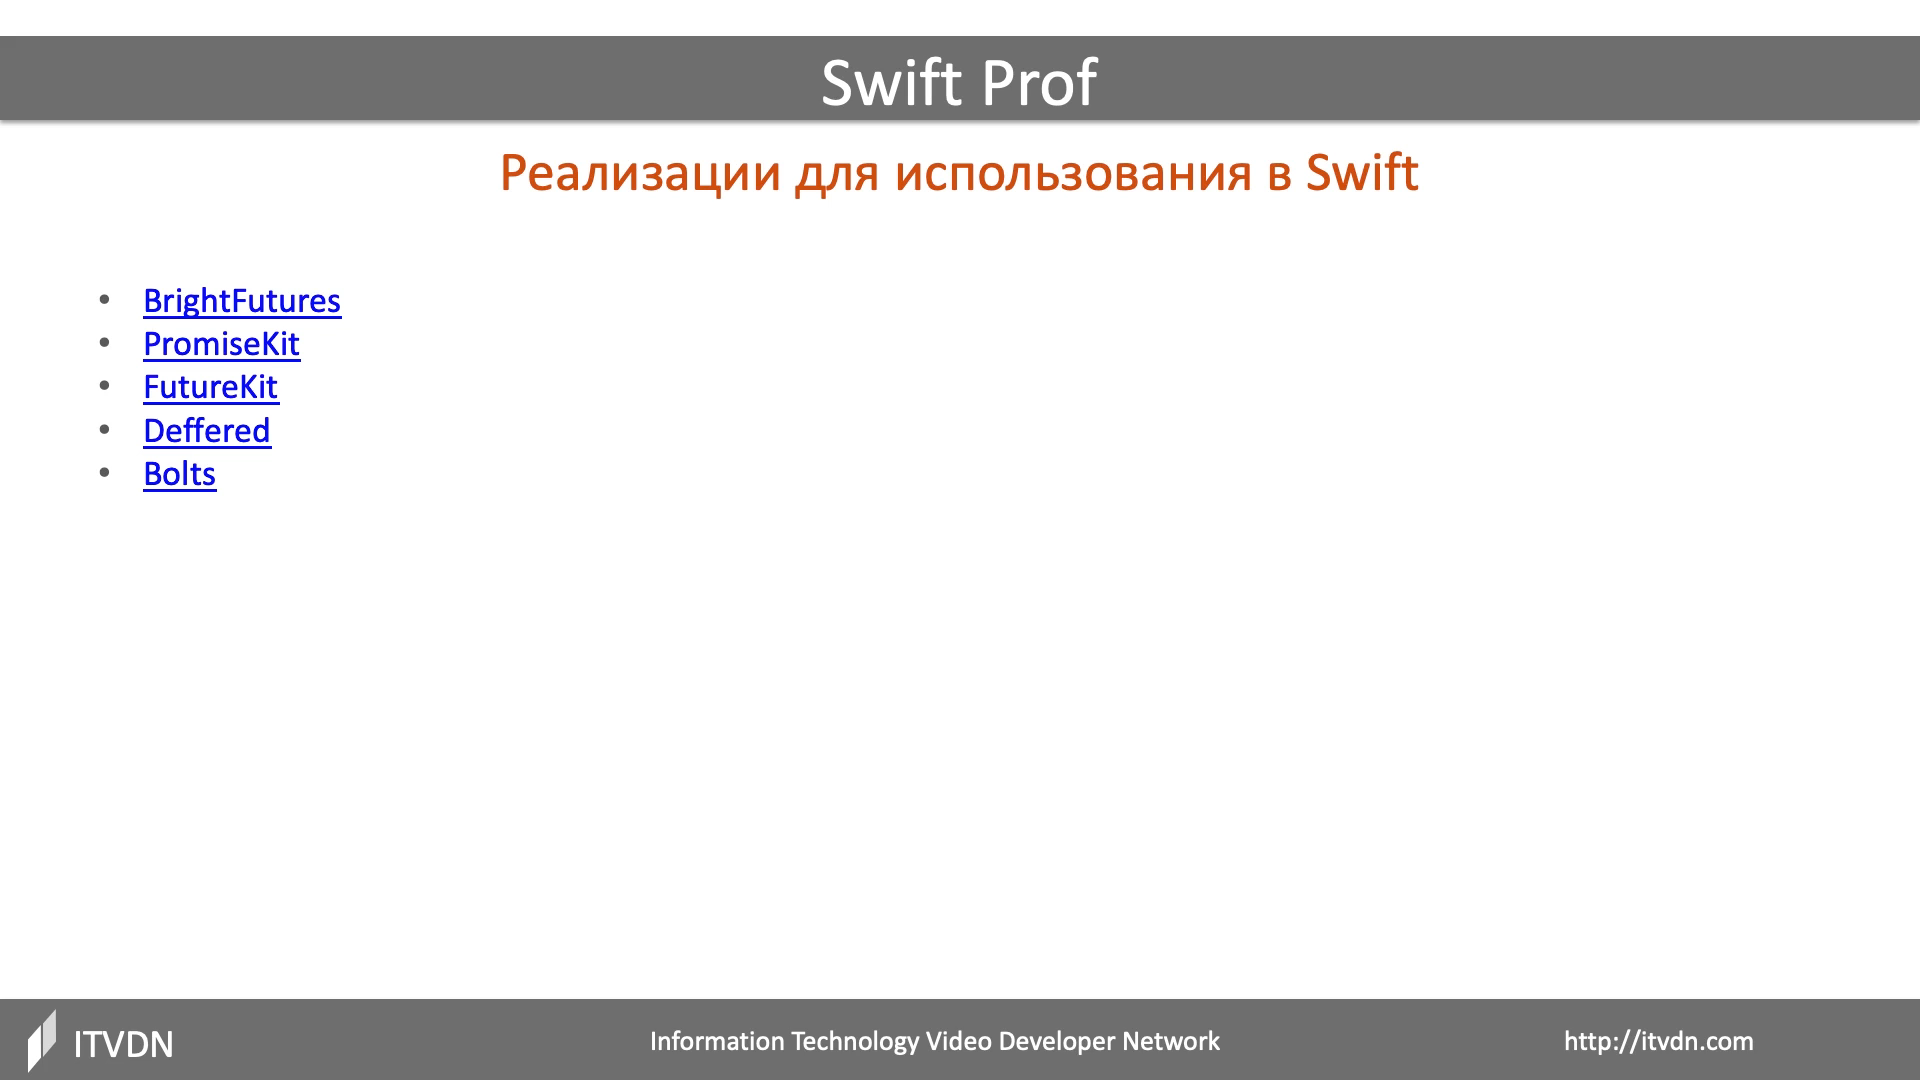 Swift Prof
Реализации для использования в Swift
• BrightFutures
• PromiseKit
• FutureKit
• Deffered
• Bolts
ITVDN
Information Technology Video Developer Network
http://itvdn.com